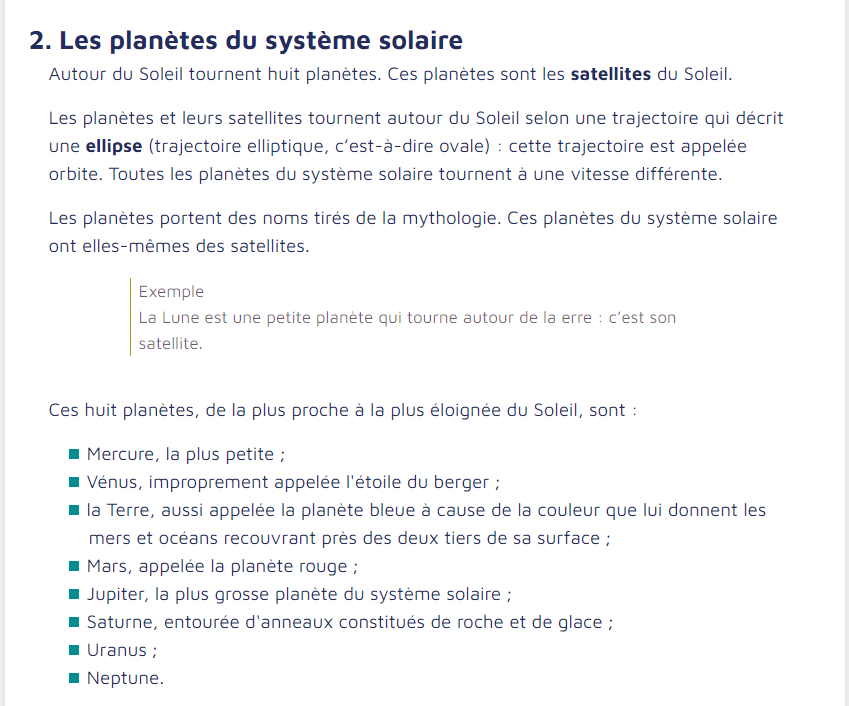 2. Les planètes du système solaire
Autour du Soleil tournent huit planètes. Ces planètes sont les satellites du Soleil.
Les planètes et leurs satellites tournent autour du Soleil selon une trajectoire qui décrit
une ellipse (trajectoire elliptique, c’est-à-dire ovale) : cette trajectoire est appelée
orbite. Toutes les planètes du système solaire tournent à une vitesse différente.
Les planètes portent des noms tirés de la mythologie. Ces planètes du système solaire
ont elles-mêmes des satellites.
Exemple
La Lune est une petite planète qui tourne autour de la erre : c’est son
satellite.
Ces huit planètes, de la plus proche à la plus éloignée du Soleil, sont :
Mercure, la plus petite ;
Vénus, improprement appelée l'étoile du berger ;
la Terre, aussi appelée la planète bleue à cause de la couleur que lui donnent les
mers et océans recouvrant près des deux tiers de sa surface ;
Mars, appelée la planète rouge ;
Jupiter, la plus grosse planète du système solaire ;
Saturne, entourée d'anneaux constitués de roche et de glace ;
Uranus ;
Neptune.